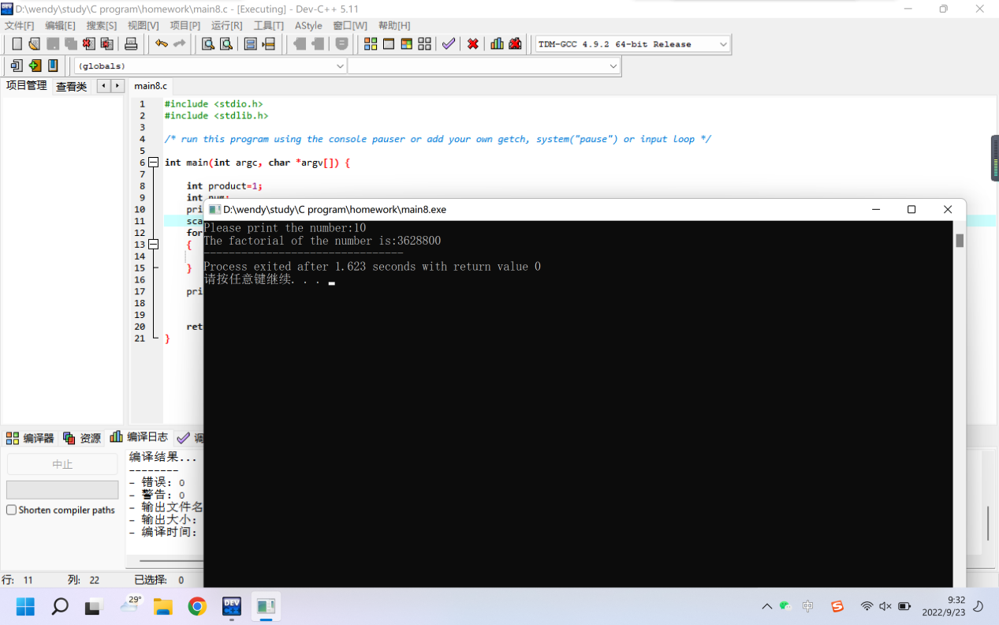 D:\wendy\study\C program\homework\main8.c - [Executing] - Dev-C++ 5.11
文件[F] 编辑[E] 搜索[S] 视图[V] 项目[P] 运行[R] 工具[T] AStyle 窗口[W] 帮助[H]
TDM-GCC 4.9.2 64-bit Release
(globals)
项目管理 查看类 main8.c
1 #include <stdio.h>
2 #include <stdlib.h>
3
4 /* run this program using the console pauser or add your own getch, system("pause") or input loop */
5
6 int main(int argc, char *argv[]) {
7
8 int product=1;
9 int num;
10 pri
11 sca
12 for
13 {
14
15 }
16
17 pri
18
19
20 ret
21 }
D:\wendy\study\C program\homework\main8.exe
Please print the number:10
The factorial of the number is:3628800
--------------------------------
Process exited after 1.623 seconds with return value 0
请按任意键继续. . .
编译器 资源 编译日志 调
中止
Shorten compiler paths
编译结果...
--------
- 错误: 0
- 警告: 0
- 输出文件名
- 输出大小:
- 编译时间:
行: 11 列: 22 已选择: 0
29°
DEV
中
9:32
2022/9/23